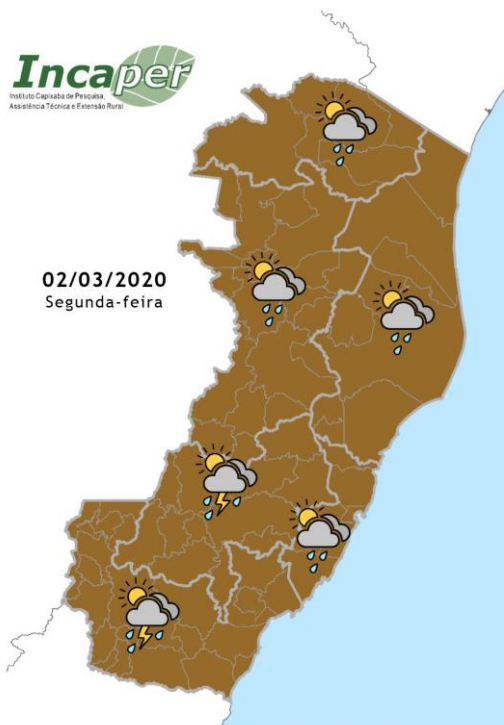 Incaper
Instituto Capixaba de Pesquisa,
Assistência Técnica e Extensão Rural
02/03/2020
Segunda-feira